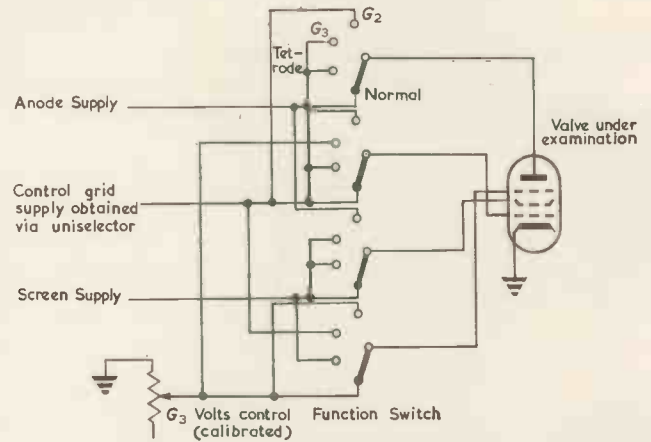 G2
G3
Tet-
rode
Normal
Anode Supply
Valve under
examination
Control grid
supply obtained
via uniselector
Screen Supply
G3 Volts control
(calibrated)
Function Switch